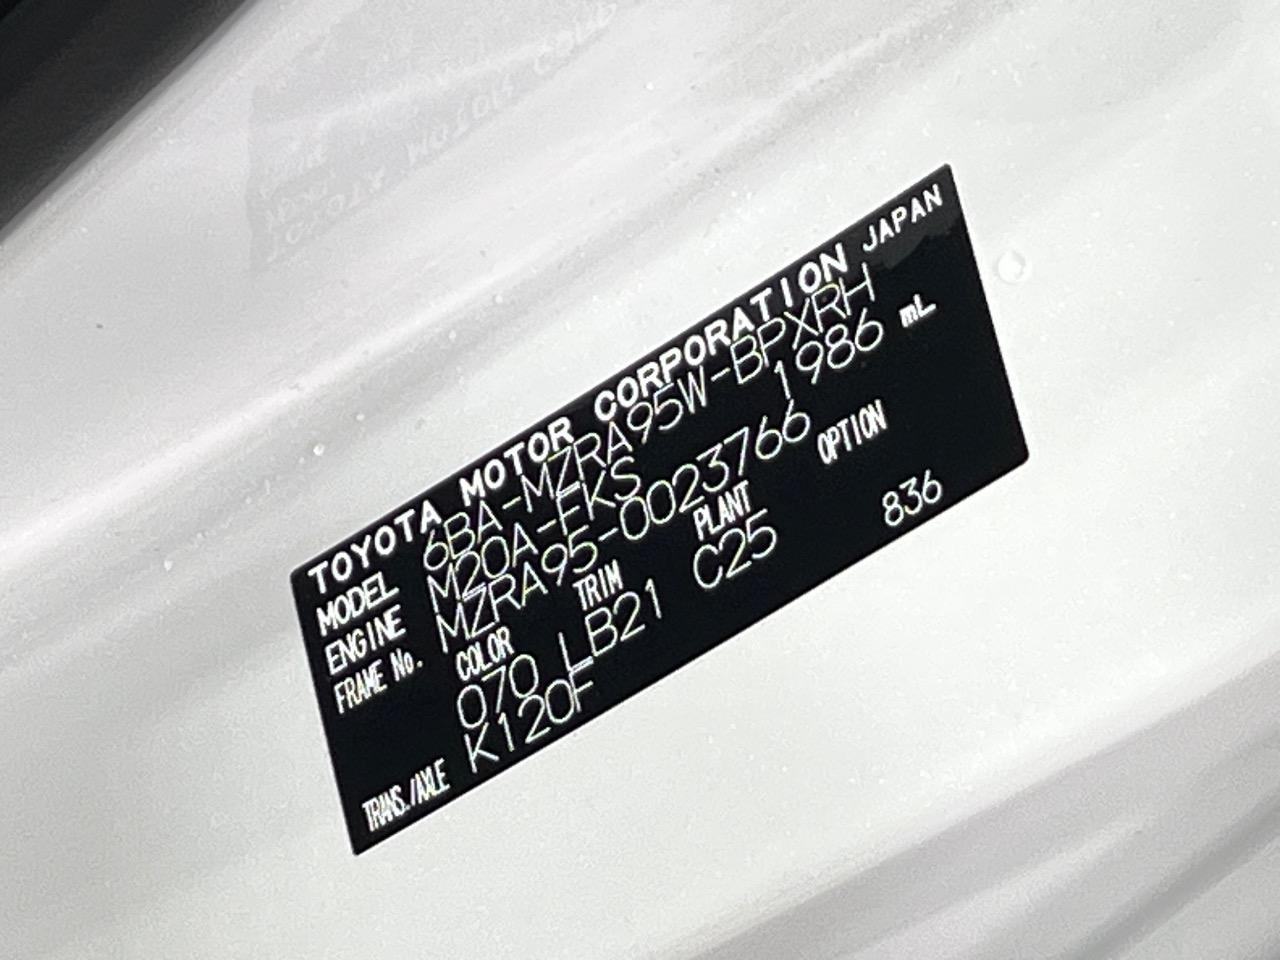 TOYOTA MOTOR CORPORATION JAPAN
MODEL 6BA-MZRA95W-BPXRH
ENGINE M20A-FKS 1986 mL
FRAME No. MZRA95-0023766
COLOR TRIM PLANT OPTION
070 LB21 C25 836
TRANS./AXLE K120F